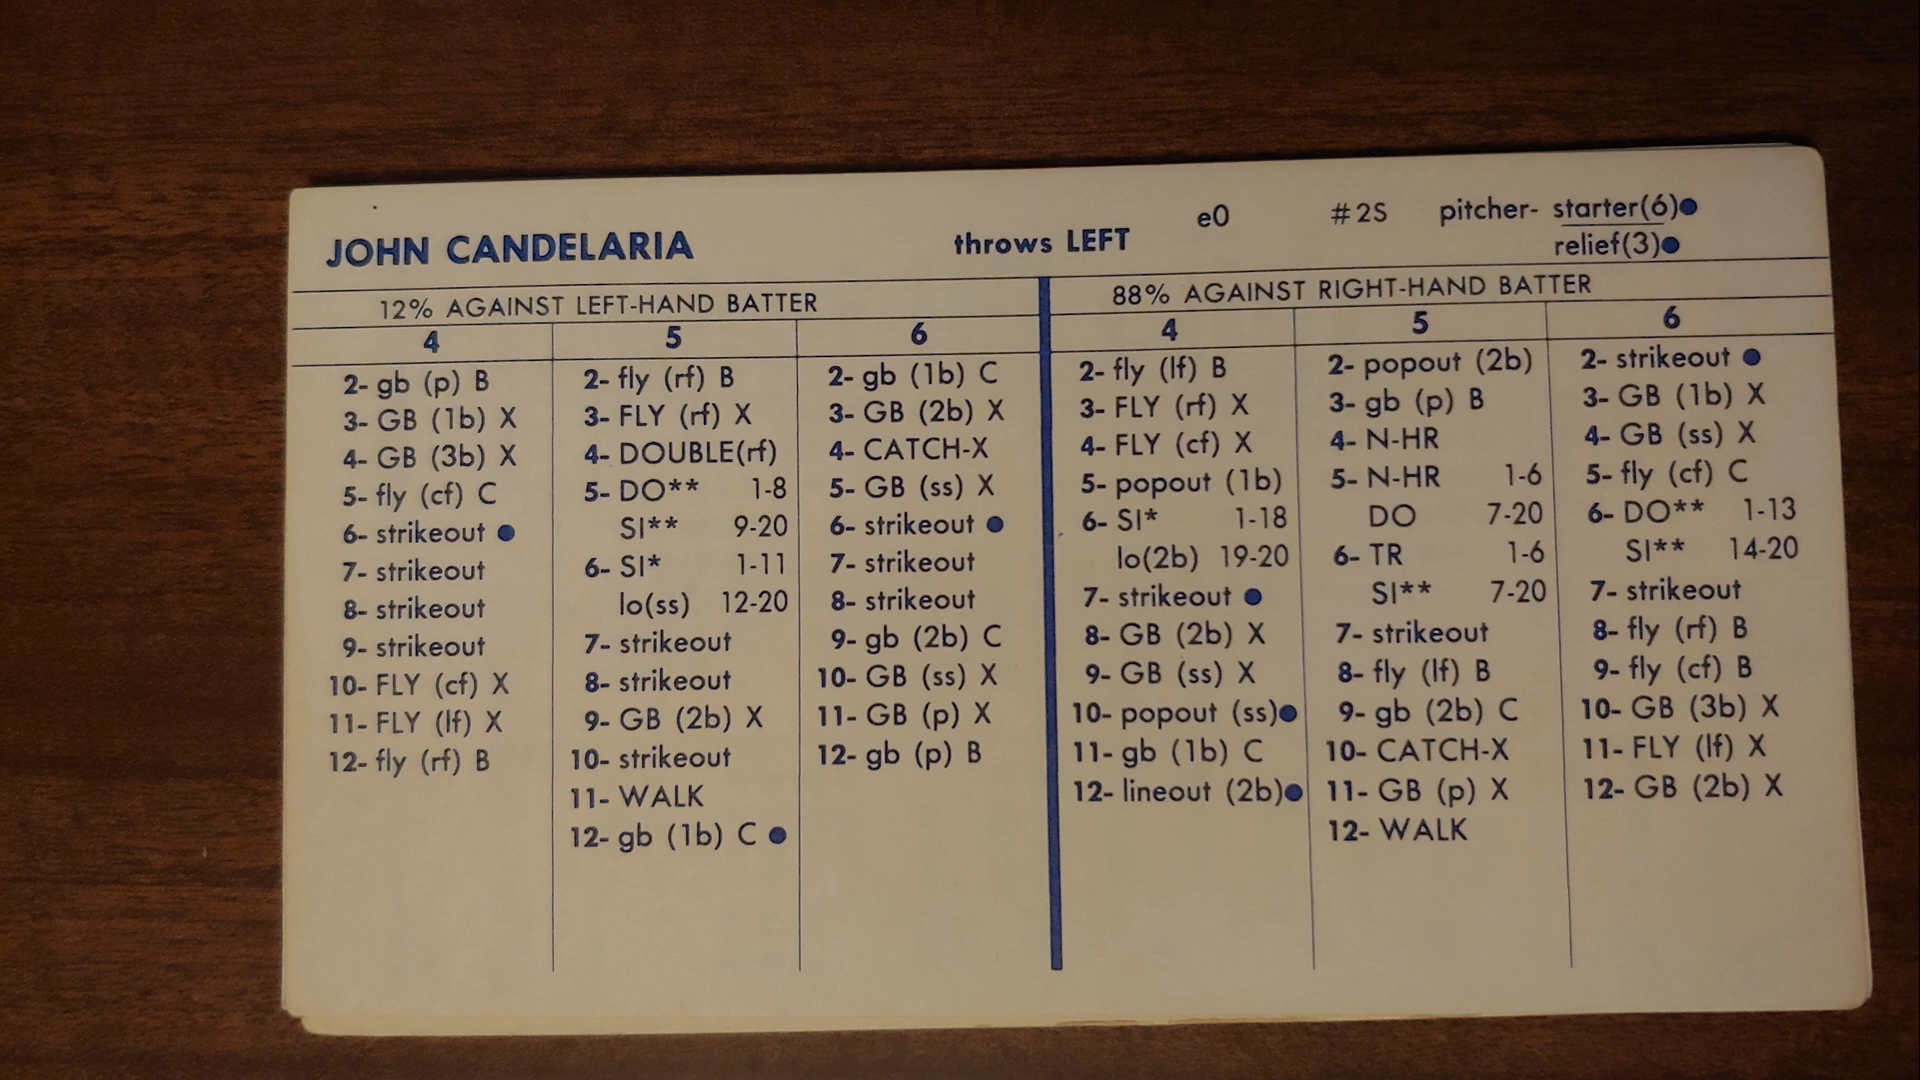 JOHN CANDELARIA throws LEFT e0 #2S pitcher- starter(6)●
relief(3)●
12% AGAINST LEFT-HAND BATTER
4
2- gb (p) B
3- GB (1b) X
4- GB (3b) X
5- fly (cf) C
6- strikeout ●
7- strikeout
8- strikeout
9- strikeout
10- FLY (cf) X
11- FLY (lf) X
12- fly (rf) B
5
2- fly (rf) B
3- FLY (rf) X
4- DOUBLE(rf)
5- DO** 1-8
SI** 9-20
6- SI* 1-11
lo(ss) 12-20
7- strikeout
8- strikeout
9- GB (2b) X
10- strikeout
11- WALK
12- gb (1b) C ●
6
2- gb (1b) C
3- GB (2b) X
4- CATCH-X
5- GB (ss) X
6- strikeout ●
7- strikeout
8- strikeout
9- gb (2b) C
10- GB (ss) X
11- GB (p) X
12- gb (p) B
88% AGAINST RIGHT-HAND BATTER
4
2- fly (lf) B
3- FLY (rf) X
4- FLY (cf) X
5- popout (1b)
6- SI* 1-18
lo(2b) 19-20
7- strikeout ●
8- GB (2b) X
9- GB (ss) X
10- popout (ss)●
11- gb (1b) C
12- lineout (2b)●
5
2- popout (2b)
3- gb (p) B
4- N-HR
5- N-HR 1-6
DO 7-20
6- TR 1-6
SI** 7-20
7- strikeout
8- fly (lf) B
9- gb (2b) C
10- CATCH-X
11- GB (p) X
12- WALK
6
2- strikeout ●
3- GB (1b) X
4- GB (ss) X
5- fly (cf) C
6- DO** 1-13
SI** 14-20
7- strikeout
8- fly (rf) B
9- fly (cf) B
10- GB (3b) X
11- FLY (lf) X
12- GB (2b) X